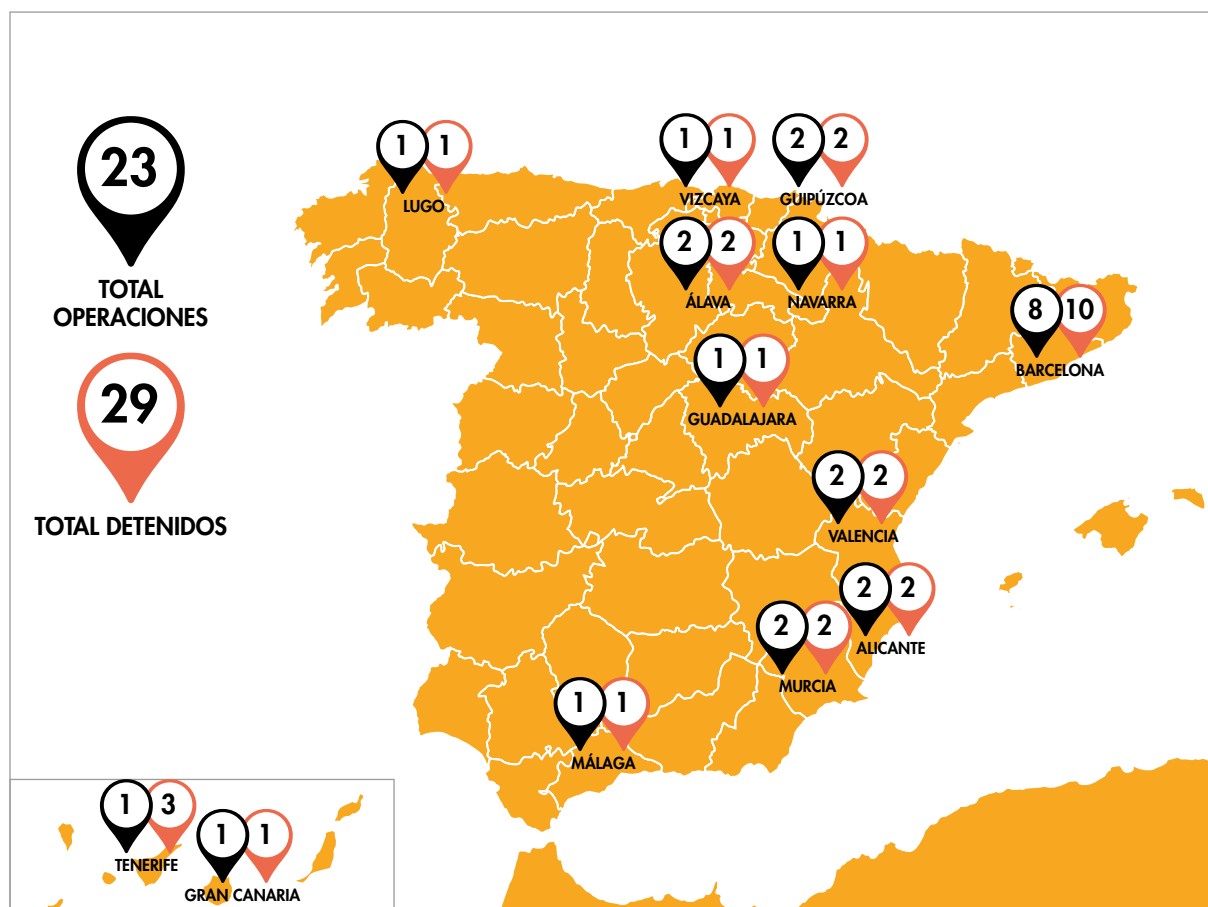 23
TOTAL
OPERACIONES
29
TOTAL DETENIDOS
1 1
LUGO
1 1
VIZCAYA
2 2
GUIPÚZCOA
2 2
ÁLAVA
1 1
NAVARRA
8 10
BARCELONA
1 1
GUADALAJARA
2 2
VALENCIA
2 2
ALICANTE
2 2
MURCIA
1 1
MÁLAGA
1 3
TENERIFE
1 1
GRAN CANARIA